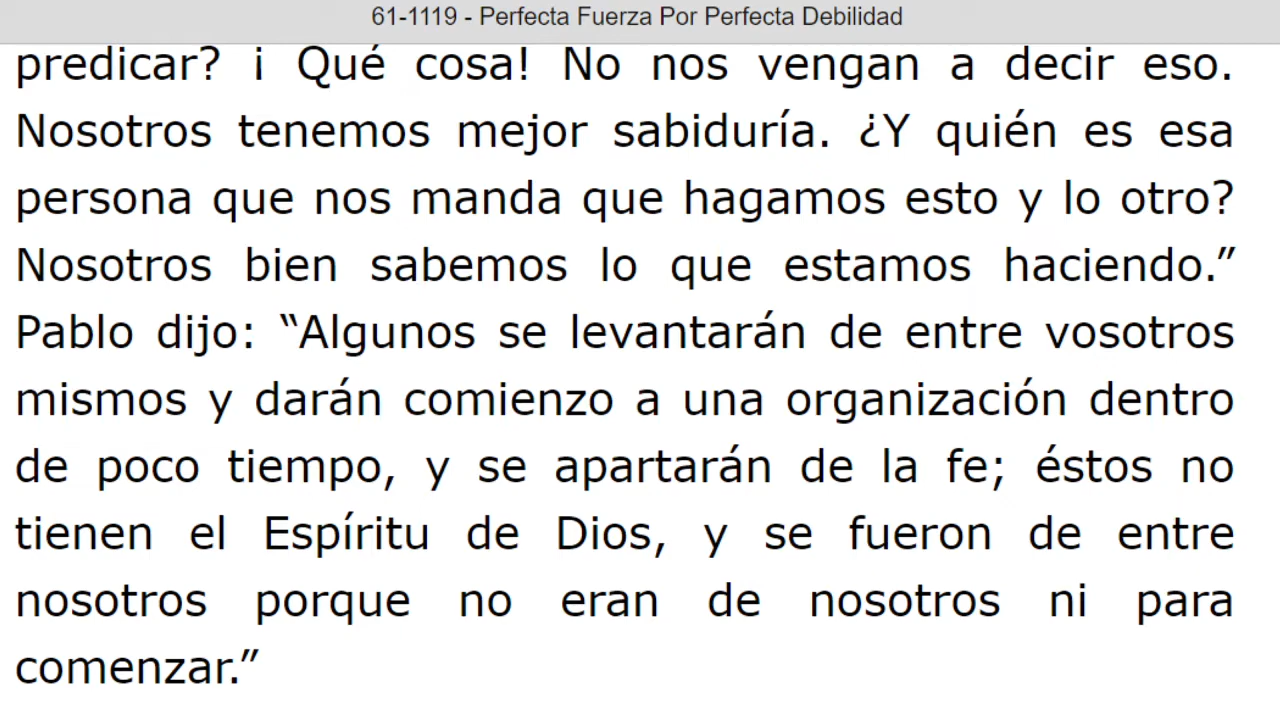 61-1119 - Perfecta Fuerza Por Perfecta Debilidad
predicar? ¡ Qué cosa! No nos vengan a decir eso.
Nosotros tenemos mejor sabiduría. ¿Y quién es esa
persona que nos manda que hagamos esto y lo otro?
Nosotros bien sabemos lo que estamos haciendo.”
Pablo dijo: “Algunos se levantarán de entre vosotros
mismos y darán comienzo a una organización dentro
de poco tiempo, y se apartarán de la fe; éstos no
tienen el Espíritu de Dios, y se fueron de entre
nosotros porque no eran de nosotros ni para
comenzar.”